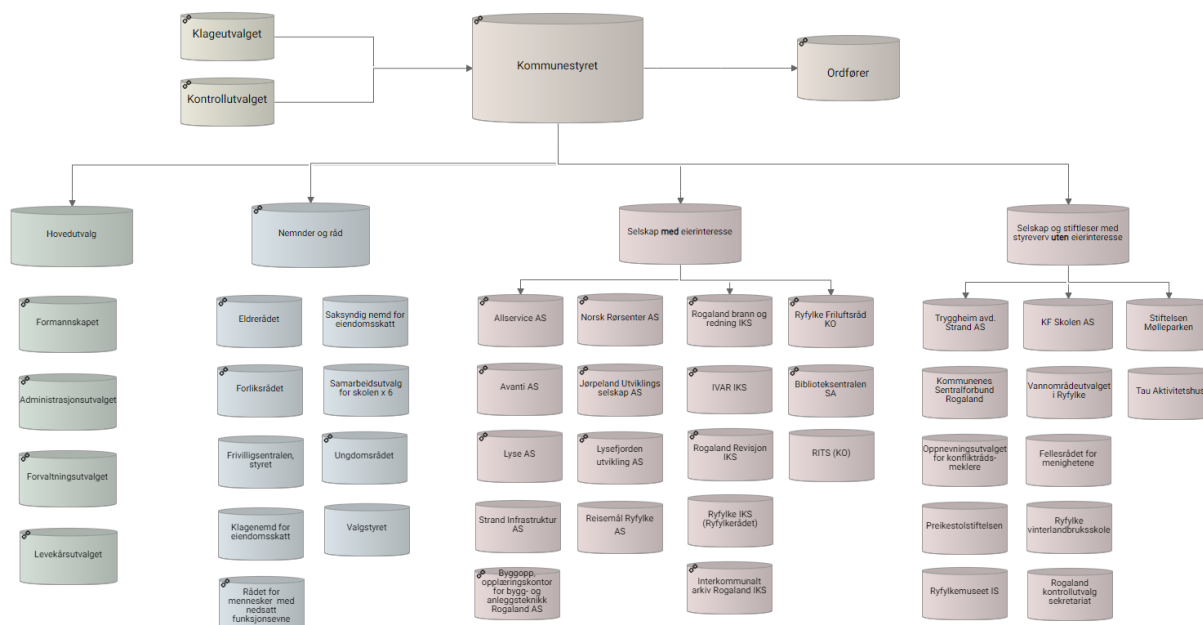 Klageutvalget
Kontrollutvalget
Kommunestyret
Ordfører
Hovedutvalg
Nemnder og råd
Selskap med eierinteresse
Selskap og stiftleser med
styreverv uten eierinteresse
Formannskapet
Administrasjonsutvalget
Forvaltningsutvalget
Levekårsutvalget
Eldrerådet
Saksyndig nemd for
eiendomsskatt
Forliksrådet
Samarbeidsutvalg
for skolen x 6
Frivilligsentralen,
styret
Ungdomsrådet
Klagenemd for
eiendomsskatt
Valgstyret
Rådet for
mennesker med
nedsatt
funksjonsevne
Allservice AS
Norsk Rørsenter AS
Rogaland brann og
redning IKS
Ryfylke Friluftsråd
KO
Avanti AS
Jørpeland Utviklings
selskap AS
IVAR IKS
Biblioteksentralen
SA
Lyse AS
Lysefjorden
utvikling AS
Rogaland Revisjon
IKS
RITS (KO)
Strand Infrastruktur
AS
Reisemål Ryfylke
AS
Ryfylke IKS
(Ryfylkerådet)
Byggopp,
opplæringskontor
for bygg- og
anleggsteknikk
Rogaland AS
Interkommunalt
arkiv Rogaland IKS
Tryggheim avd.
Strand AS
KF Skolen AS
Stiftelsen
Mølleparken
Kommunenes
Sentralforbund
Rogaland
Vannområdeutvalget
i Ryfylke
Tau Aktivitetshus
Oppnevningsutvalget
for konfliktråds-
meklere
Fellesrådet for
menighetene
Preikestolstiftelsen
Ryfylke
vinterlandbruksskole
Ryfylkemuseet IS
Rogaland
kontrollutvalg
sekretariat